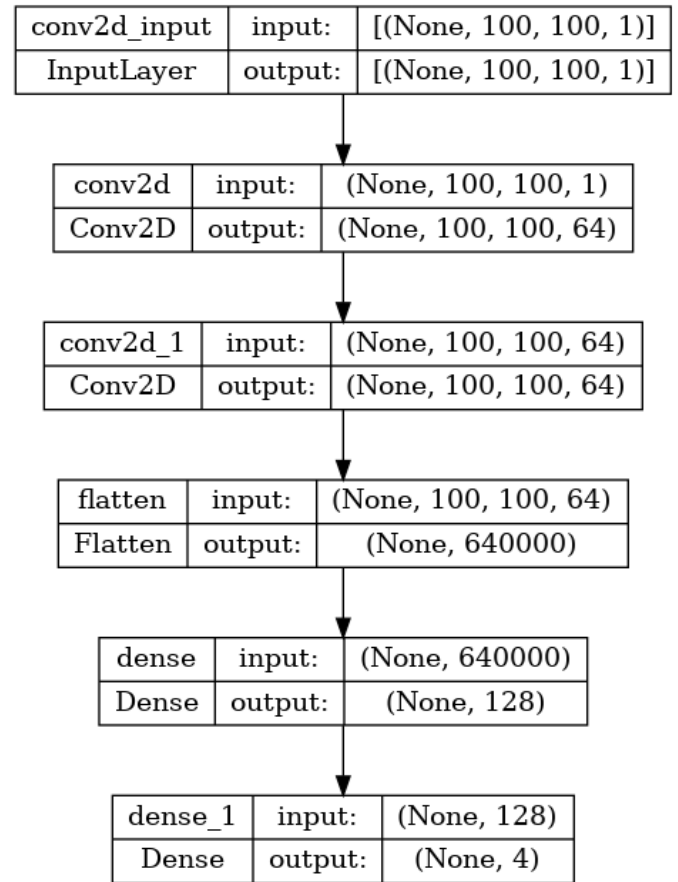 conv2d_input input: [(None, 100, 100, 1)]
InputLayer output: [(None, 100, 100, 1)]
conv2d input: (None, 100, 100, 1)
Conv2D output: (None, 100, 100, 64)
conv2d_1 input: (None, 100, 100, 64)
Conv2D output: (None, 100, 100, 64)
flatten input: (None, 100, 100, 64)
Flatten output: (None, 640000)
dense input: (None, 640000)
Dense output: (None, 128)
dense_1 input: (None, 128)
Dense output: (None, 4)